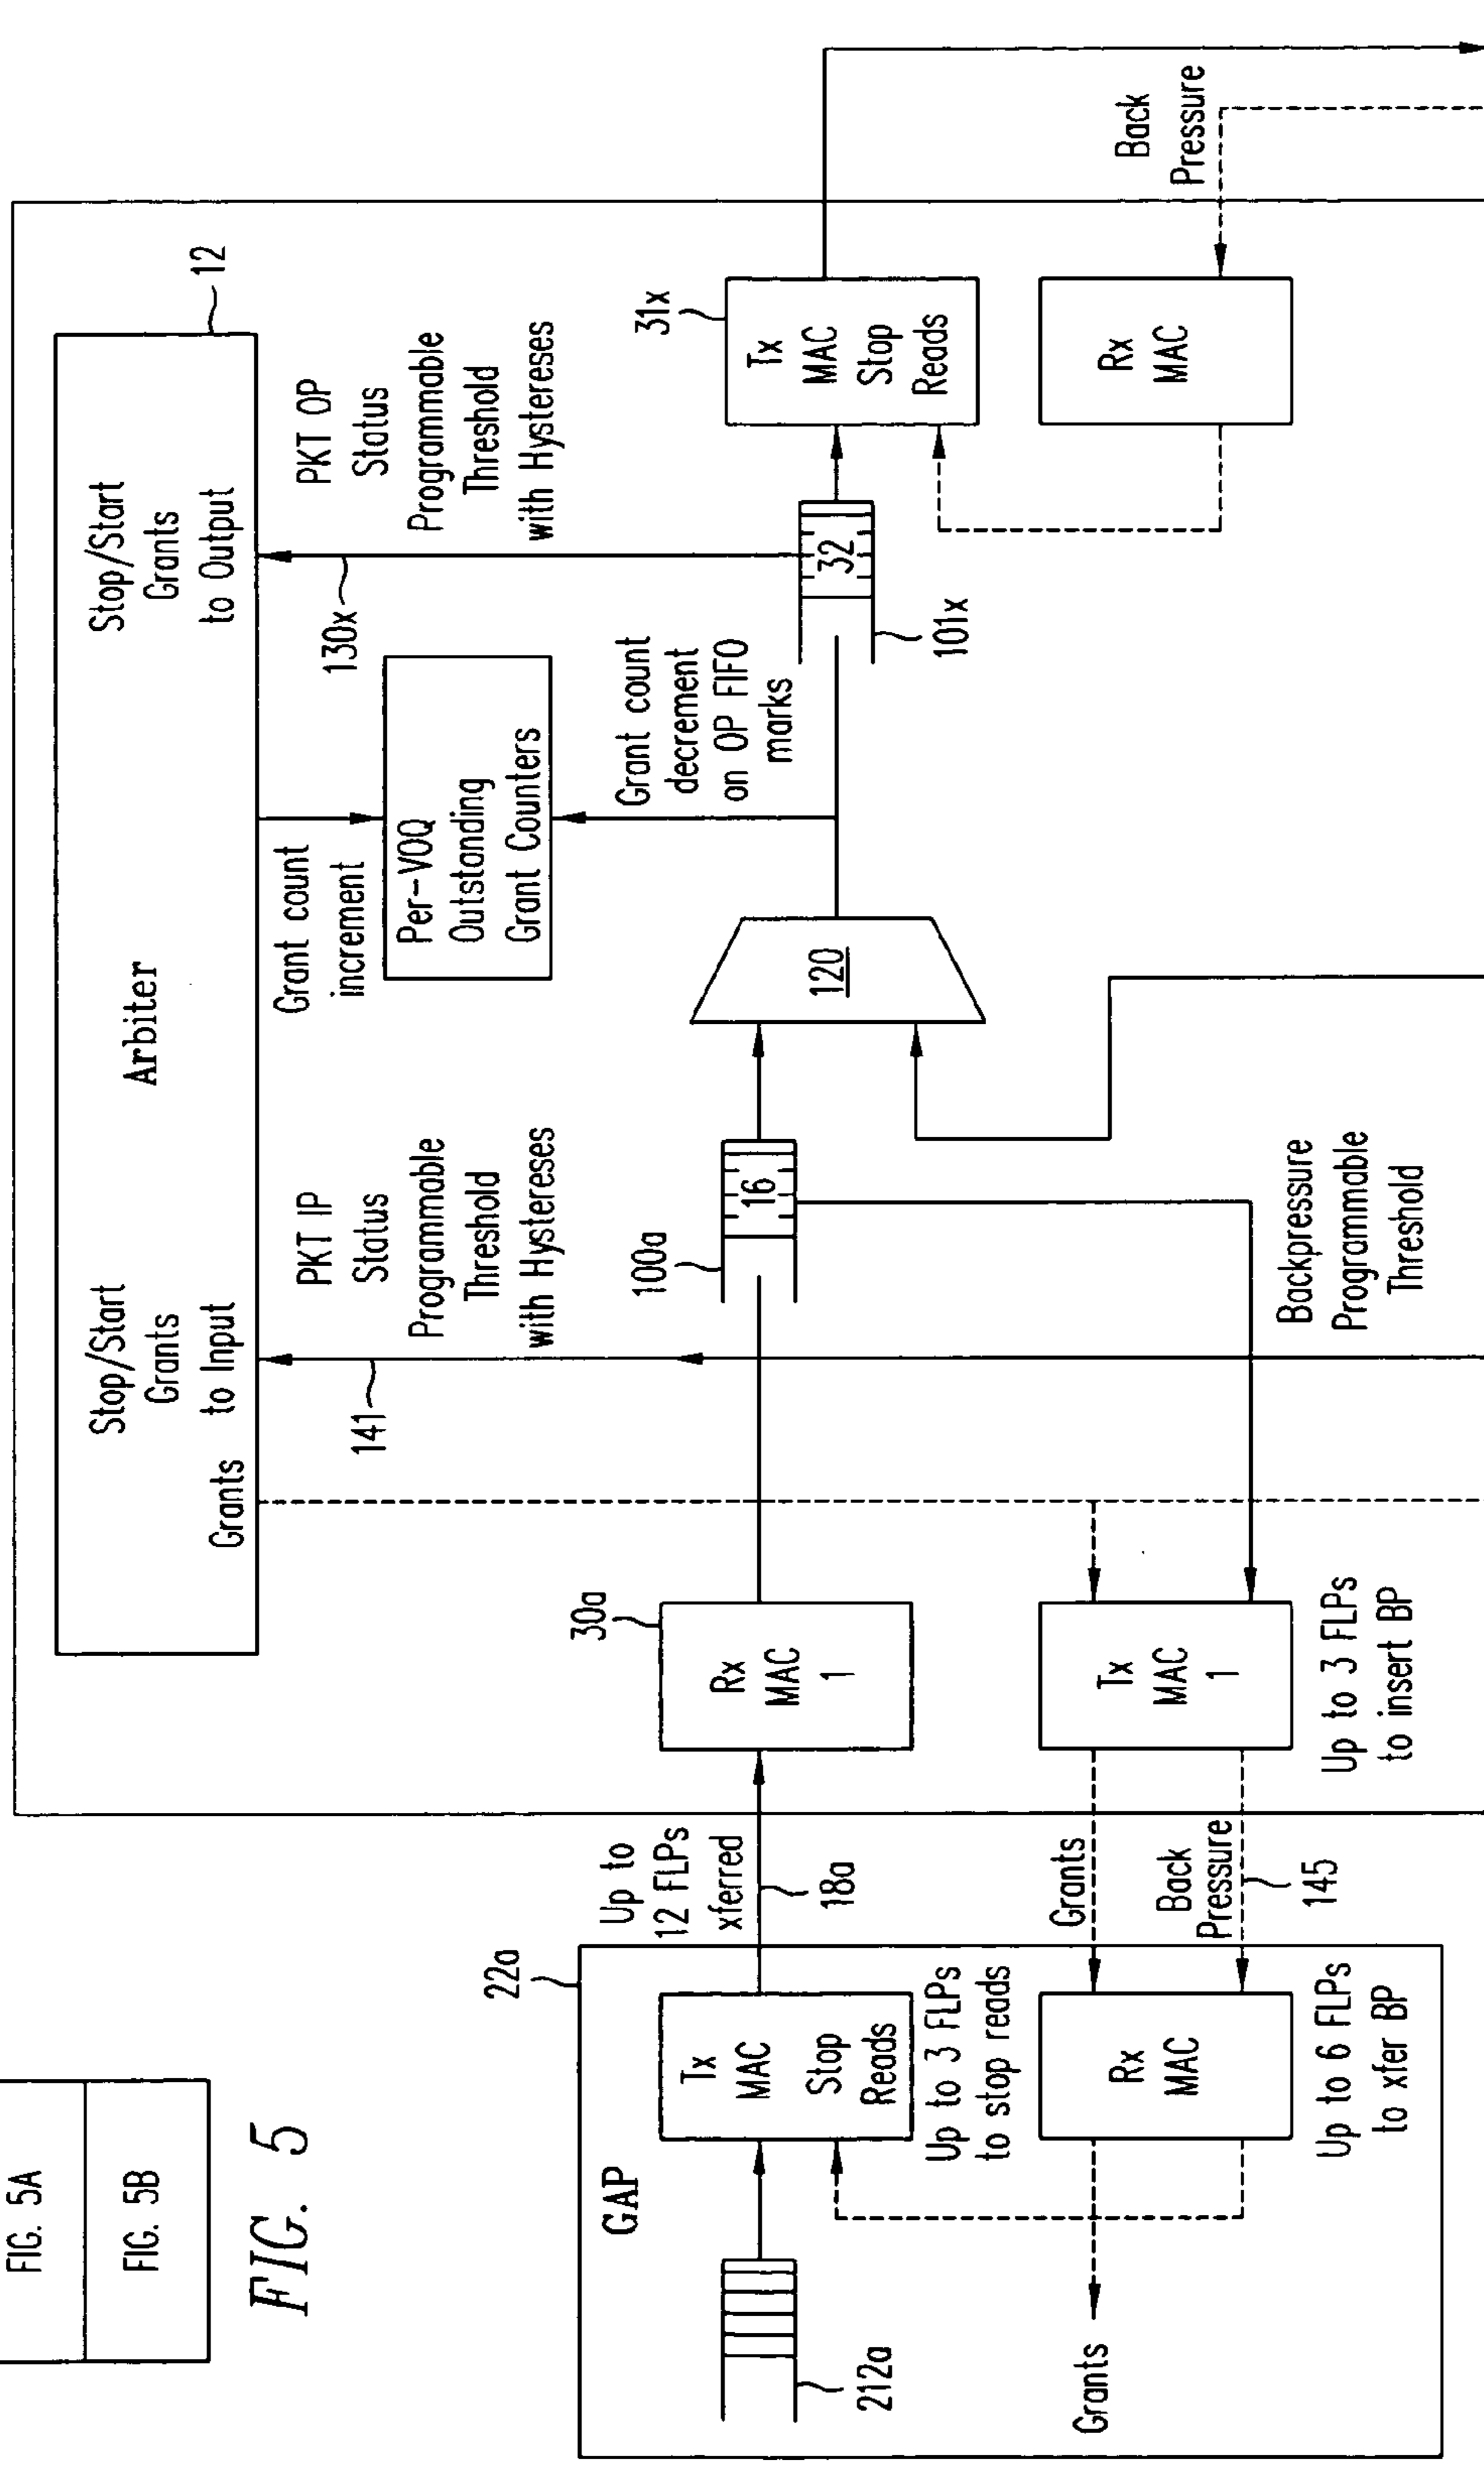 FIG. 5A
FIG. 5B
FIG. 5
Arbiter
12
Grants
Stop/Start
Grants
to Input
Stop/Start
Grants
to Output
141
PKT IP
Status
Programmable
Threshold
with Hystereses
Grant count
increment
Per-VOQ
Outstanding
Grant Counters
130x
PKT OP
Status
Programmable
Threshold
with Hystereses
Grant count
decrement
on OP FIFO
marks
22a
GAP
212a
Tx
MAC
Stop
Reads
Up to 3 FLPs
to stop reads
Up to
12 FLPs
xferred
18a
30a
Rx
MAC
1
100a
16
120
32
101x
31x
Tx
MAC
Stop
Reads
Grants
Rx
MAC
Up to 6 FLPs
to xfer BP
Grants
Back
Pressure
145
Tx
MAC
1
Up to 3 FLPs
to insert BP
Backpressure
Programmable
Threshold
Rx
MAC
Back
Pressure